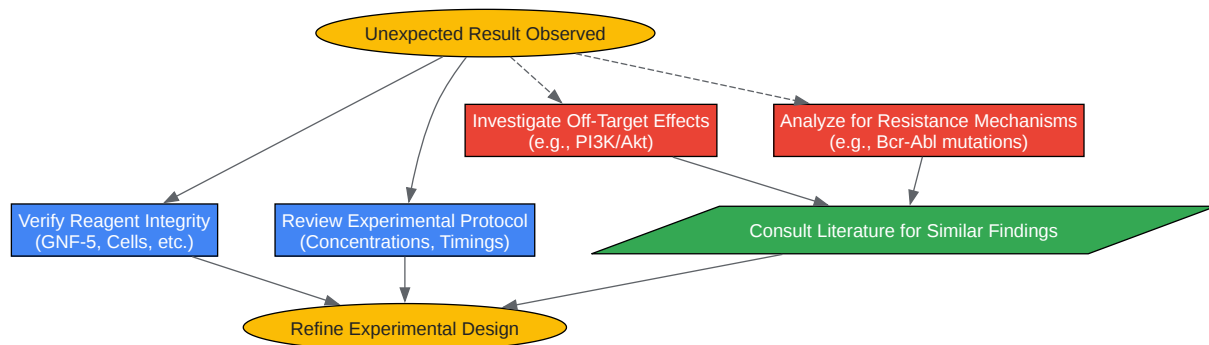 Unexpected Result Observed
Investigate Off-Target Effects
(e.g., PI3K/Akt)
Analyze for Resistance Mechanisms
(e.g., Bcr-Abl mutations)
Verify Reagent Integrity
(GNF-5, Cells, etc.)
Review Experimental Protocol
(Concentrations, Timings)
Consult Literature for Similar Findings
Refine Experimental Design